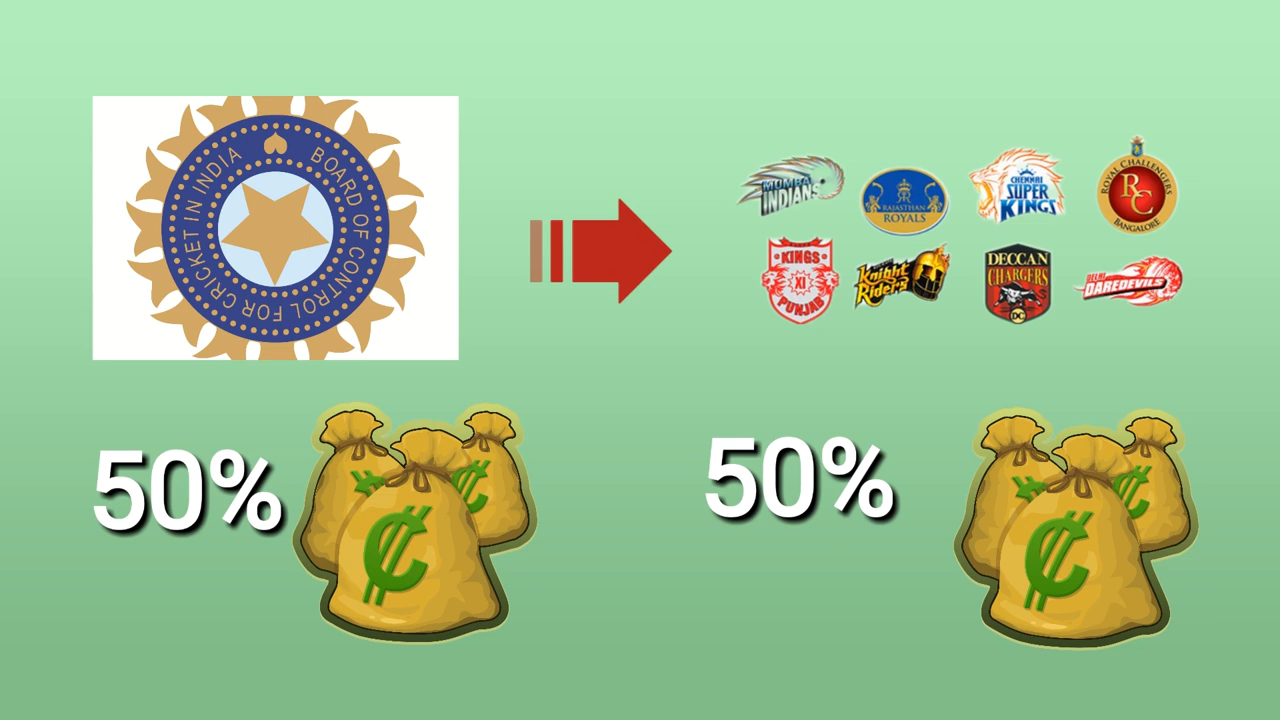 BOARD OF CONTROL FOR CRICKET IN INDIA
MUMBAI
INDIANS
RAJASTHAN
ROYALS
CHENNAI
SUPER
KINGS
ROYAL CHALLENGERS
RC
BANGALORE
KINGS
XI
PUNJAB
Knight
Riders
DECCAN
CHARGERS
DC
DELHI
DAREDEVILS
50%
50%